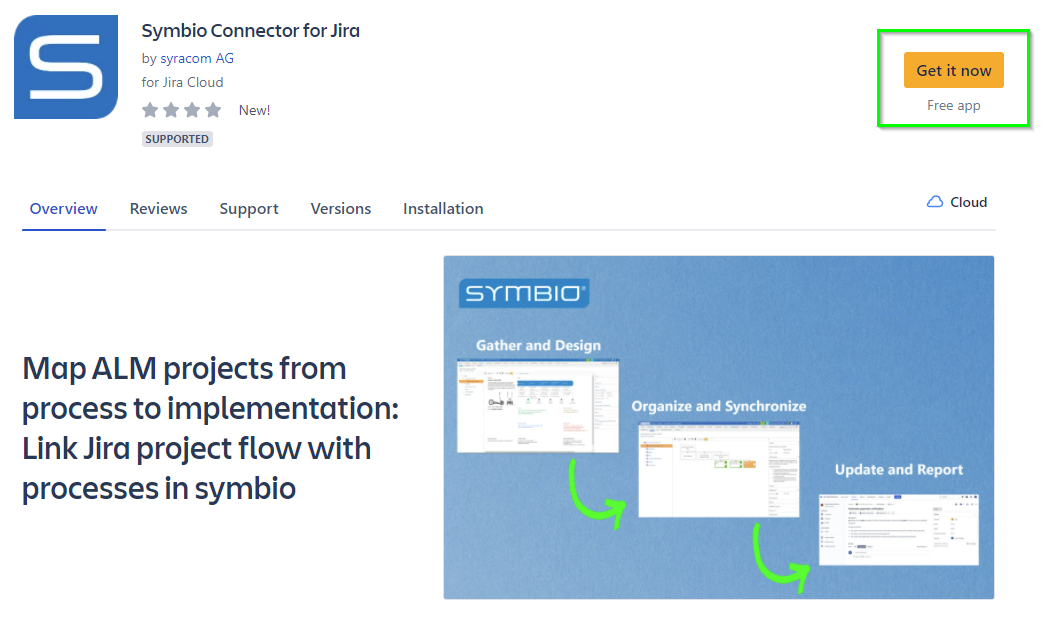 Symbio Connector for Jira
by syracom AG
for Jira Cloud
New!
SUPPORTED
Get it now
Free app
Overview
Reviews
Support
Versions
Installation
Cloud
Map ALM projects from
process to implementation:
Link Jira project flow with
processes in symbio
SYMBIO®
Gather and Design
Organize and Synchronize
Update and Report